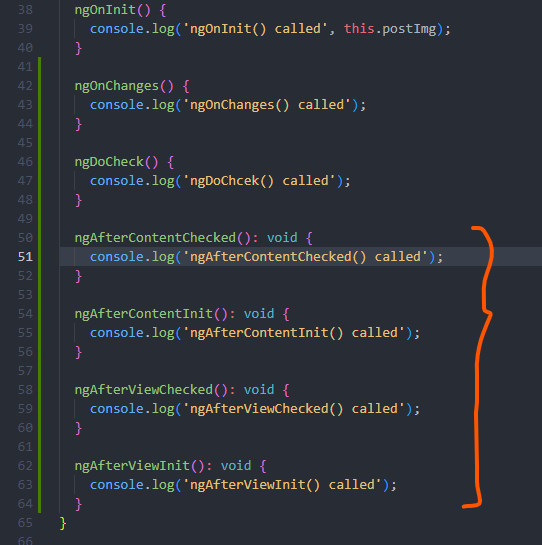 38 ngOnInit() {
39 console.log('ngOnInit() called', this.postImg);
40 }
41
42 ngOnChanges() {
43 console.log('ngOnChanges() called');
44 }
45
46 ngDoCheck() {
47 console.log('ngDoChcek() called');
48 }
49
50 ngAfterContentChecked(): void {
51 console.log('ngAfterContentChecked() called');
52 }
53
54 ngAfterContentInit(): void {
55 console.log('ngAfterContentInit() called');
56 }
57
58 ngAfterViewChecked(): void {
59 console.log('ngAfterViewChecked() called');
60 }
61
62 ngAfterViewInit(): void {
63 console.log('ngAfterViewInit() called');
64 }
65 }
66